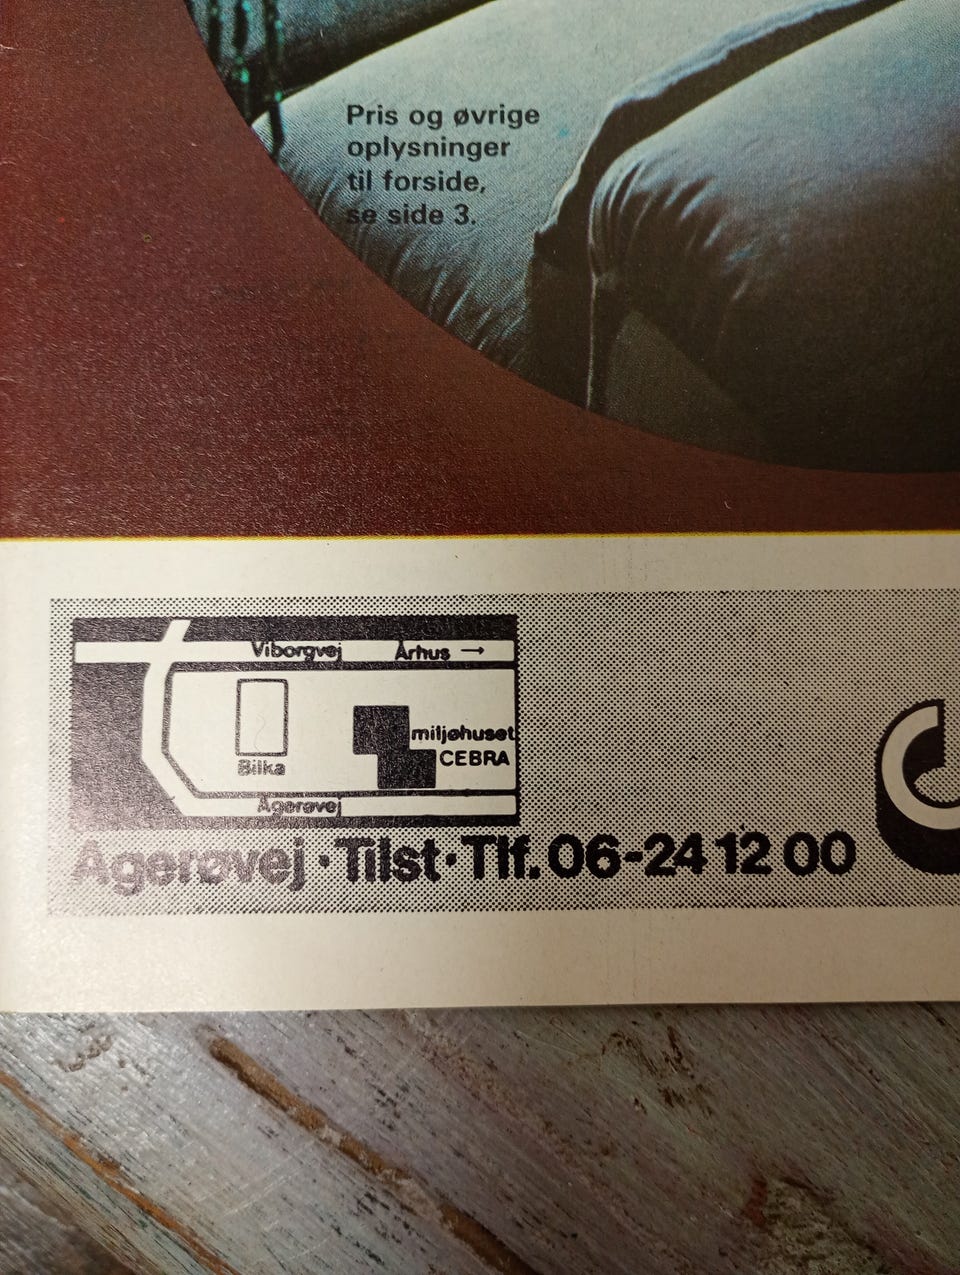 Pris og øvrige
oplysninger
til forside,
se side 3.
Viborgvej Århus →
miljøhuset
CEBRA
Bilka
Agerøvej
Agerøvej · Tilst · Tlf. 06-24 12 00